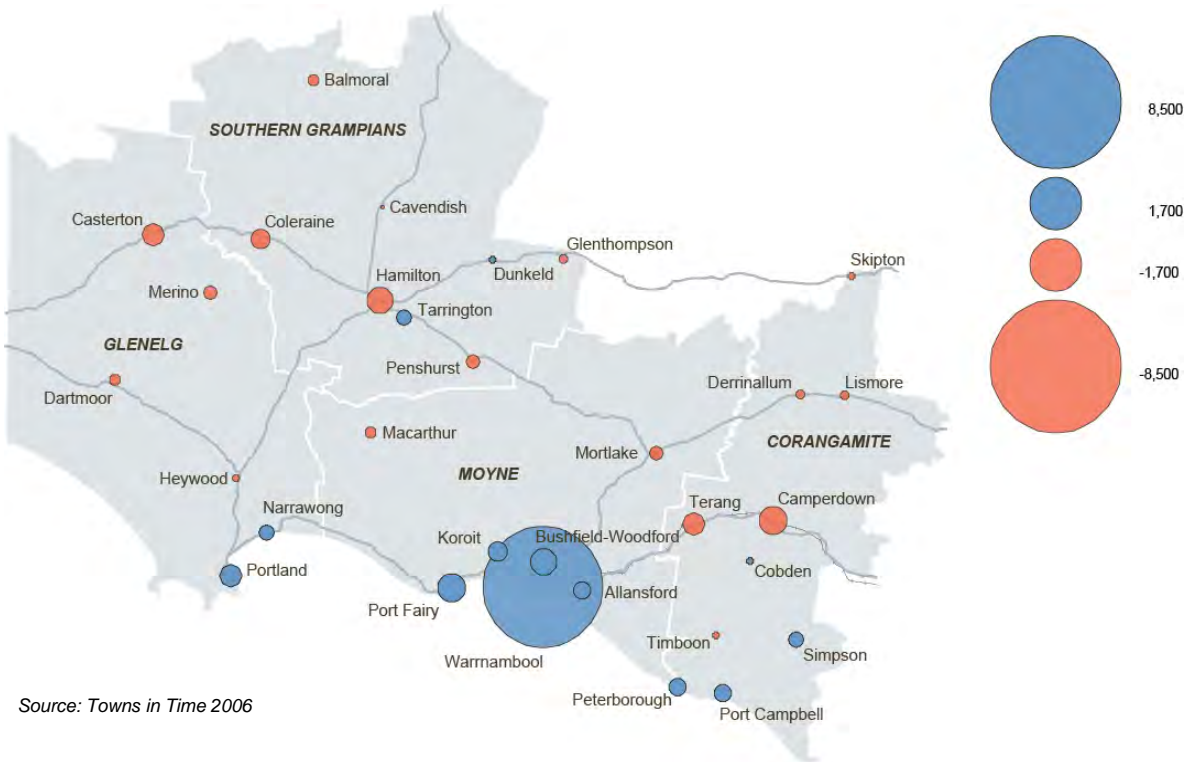 Balmoral
8,500
SOUTHERN GRAMPIANS
Cavendish
1,700
Casterton
Coleraine
Glenthompson
Skipton
Hamilton
Dunkeld
-1,700
Merino
Tarrington
GLENELG
Penshurst
Derrinallum
Lismore
-8,500
Dartmoor
Macarthur
CORANGAMITE
Mortlake
MOYNE
Heywood
Narrawong
Terang
Camperdown
Koroit
Bushfield-Woodford
Portland
Cobden
Port Fairy
Allansford
Timboon
Simpson
Warrnambool
Peterborough
Port Campbell
Source: Towns in Time 2006